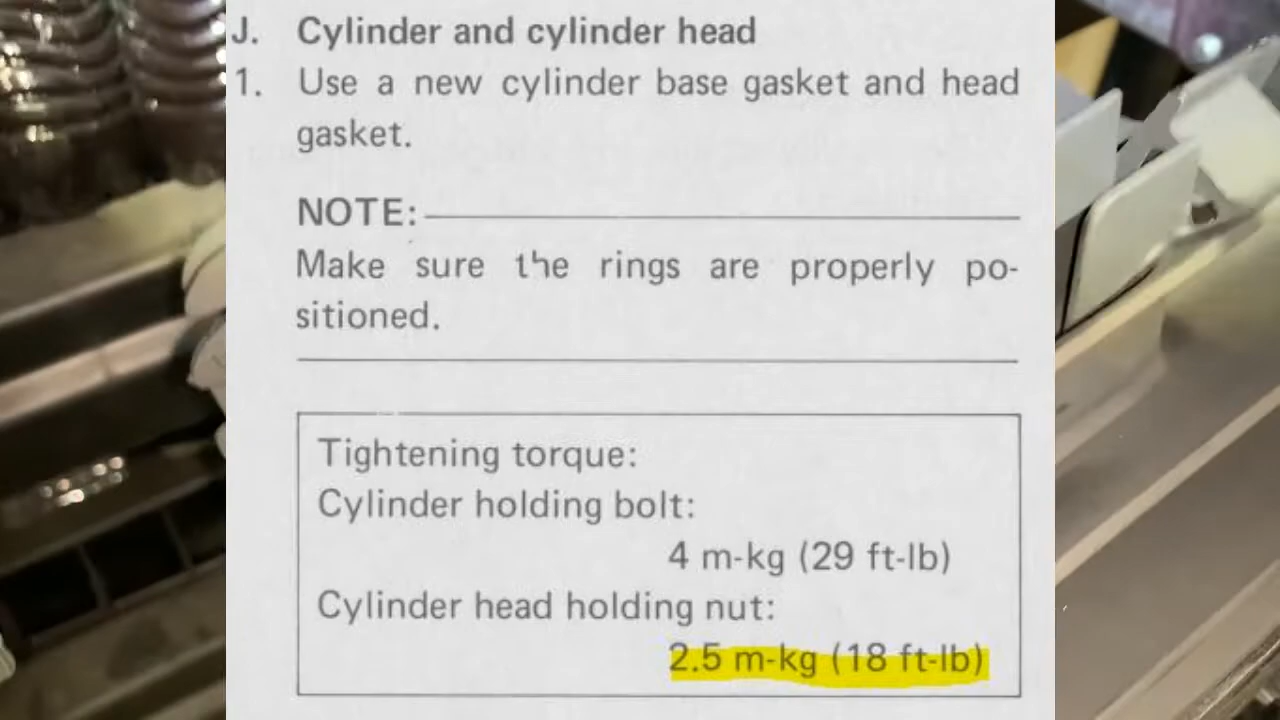 J. Cylinder and cylinder head
1. Use a new cylinder base gasket and head
gasket.
NOTE:
Make sure the rings are properly po-
sitioned.
Tightening torque:
Cylinder holding bolt:
4 m-kg (29 ft-lb)
Cylinder head holding nut:
2.5 m-kg (18 ft-lb)